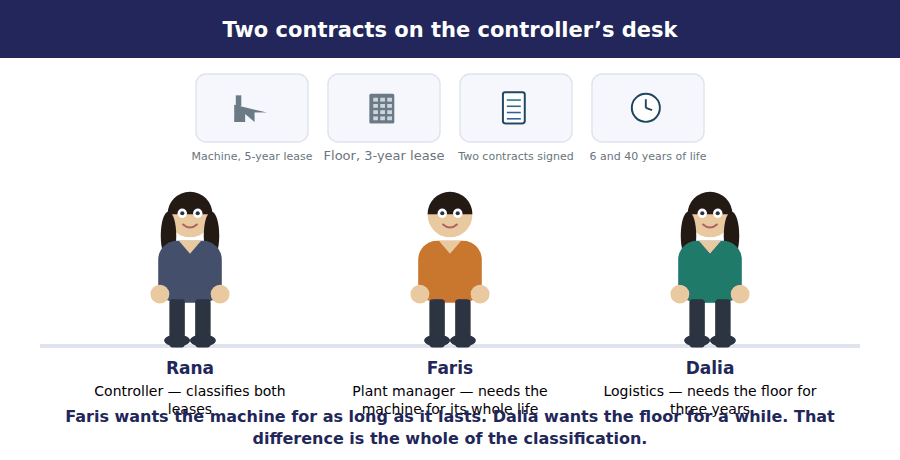 Two contracts on the controller’s desk
Machine, 5-year lease
Floor, 3-year lease
Two contracts signed
6 and 40 years of life
Rana
Faris
Dalia
Controller — classifies both
leases
Plant manager — needs the
machine for its whole life
Logistics — needs the floor for
three years
Faris wants the machine for as long as it lasts. Dalia wants the floor for a while. That
difference is the whole of the classification.